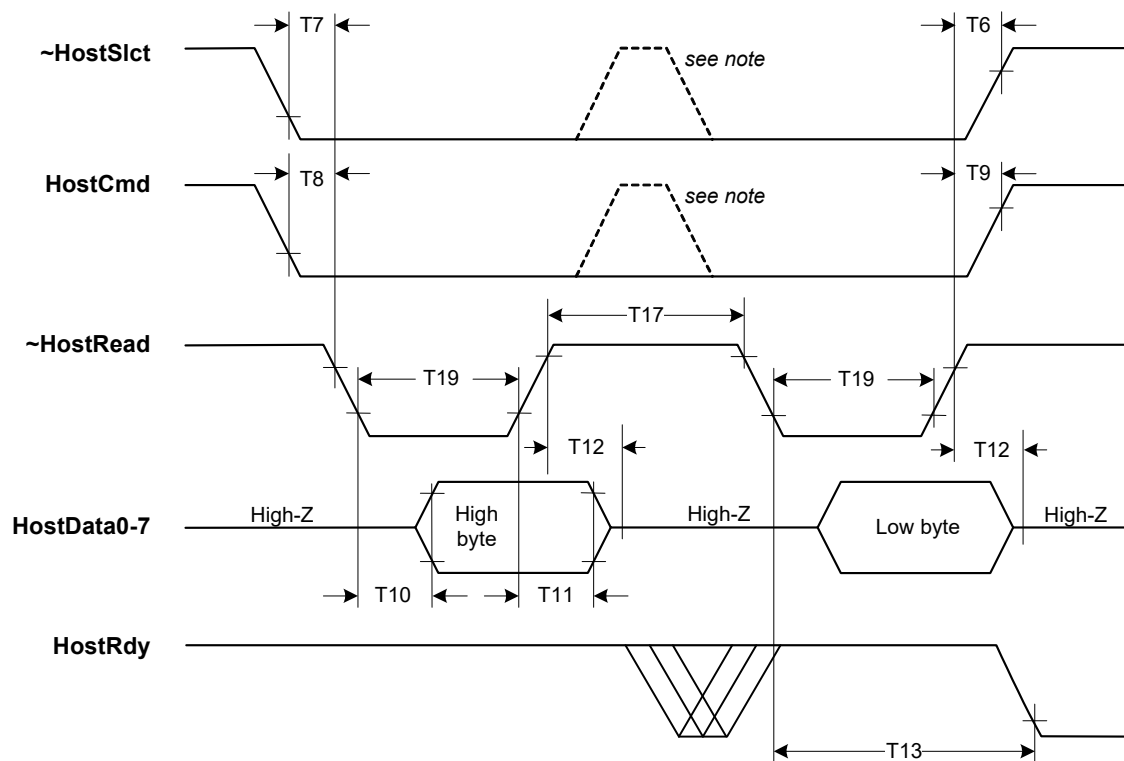 T7
T6
~HostSlct
see note
HostCmd
T8
T9
see note
~HostRead
T17
T19
T19
T12
T12
HostData0-7
High-Z
High
byte
High-Z
Low byte
High-Z
T10
T11
HostRdy
T13